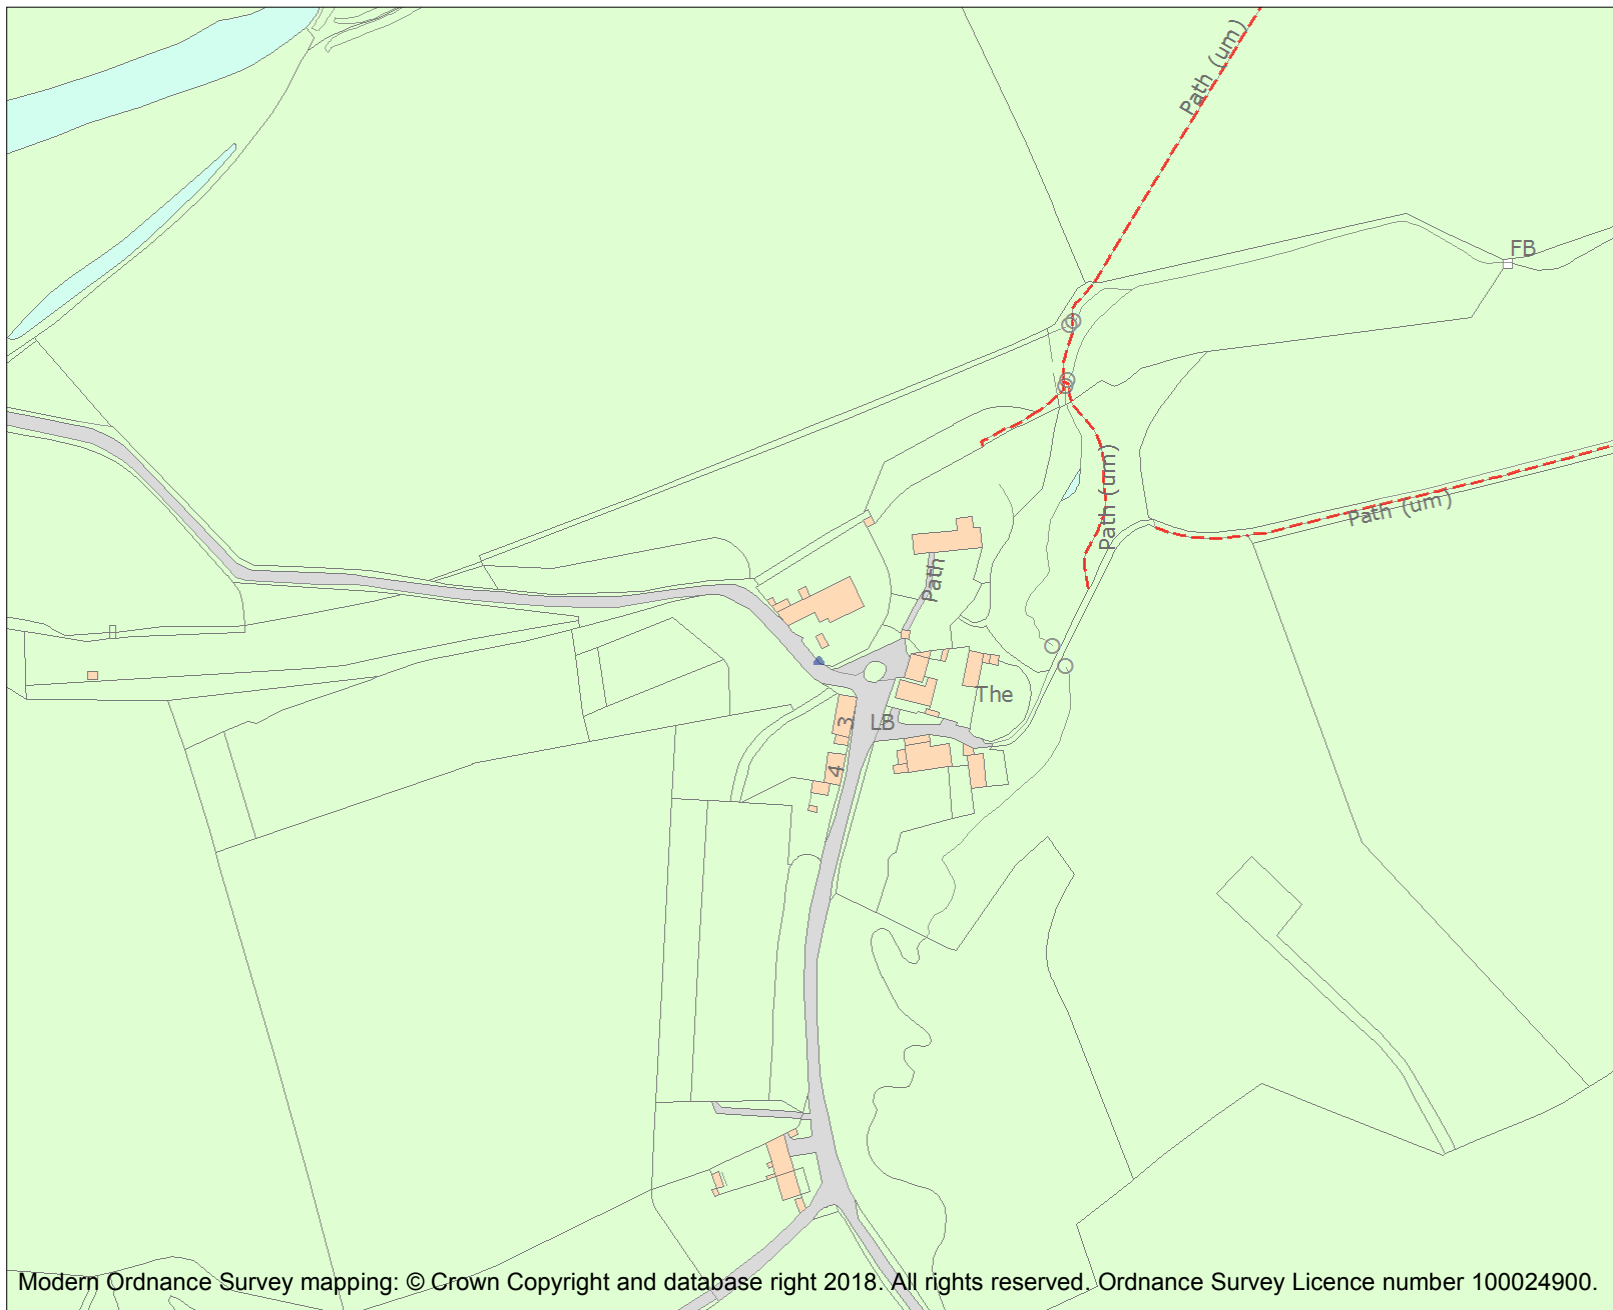 Path (um)
FB
Path (um)
Path (um)
Path
The
3
LB
4
Modern Ordnance Survey mapping: © Crown Copyright and database right 2018. All rights reserved. Ordnance Survey Licence number 100024900.